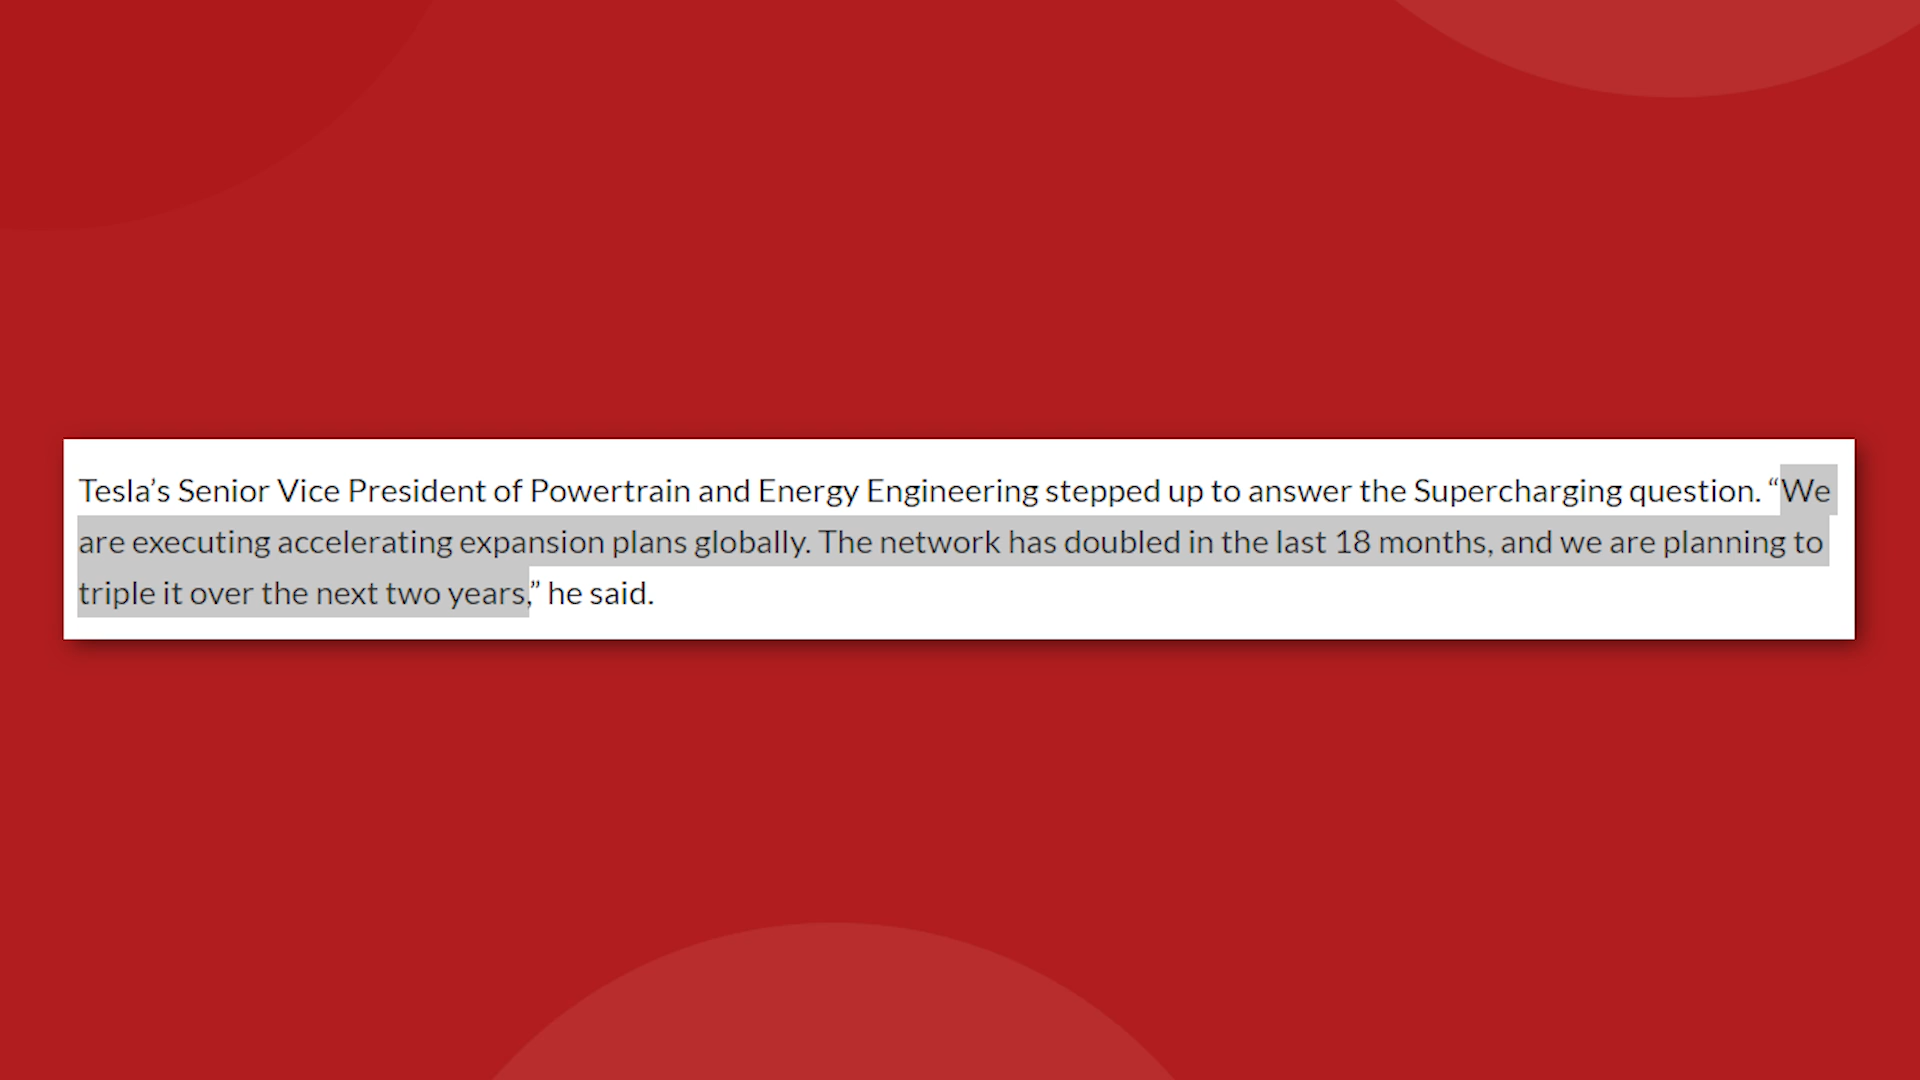 Tesla’s Senior Vice President of Powertrain and Energy Engineering stepped up to answer the Supercharging question. “We
are executing accelerating expansion plans globally. The network has doubled in the last 18 months, and we are planning to
triple it over the next two years,” he said.